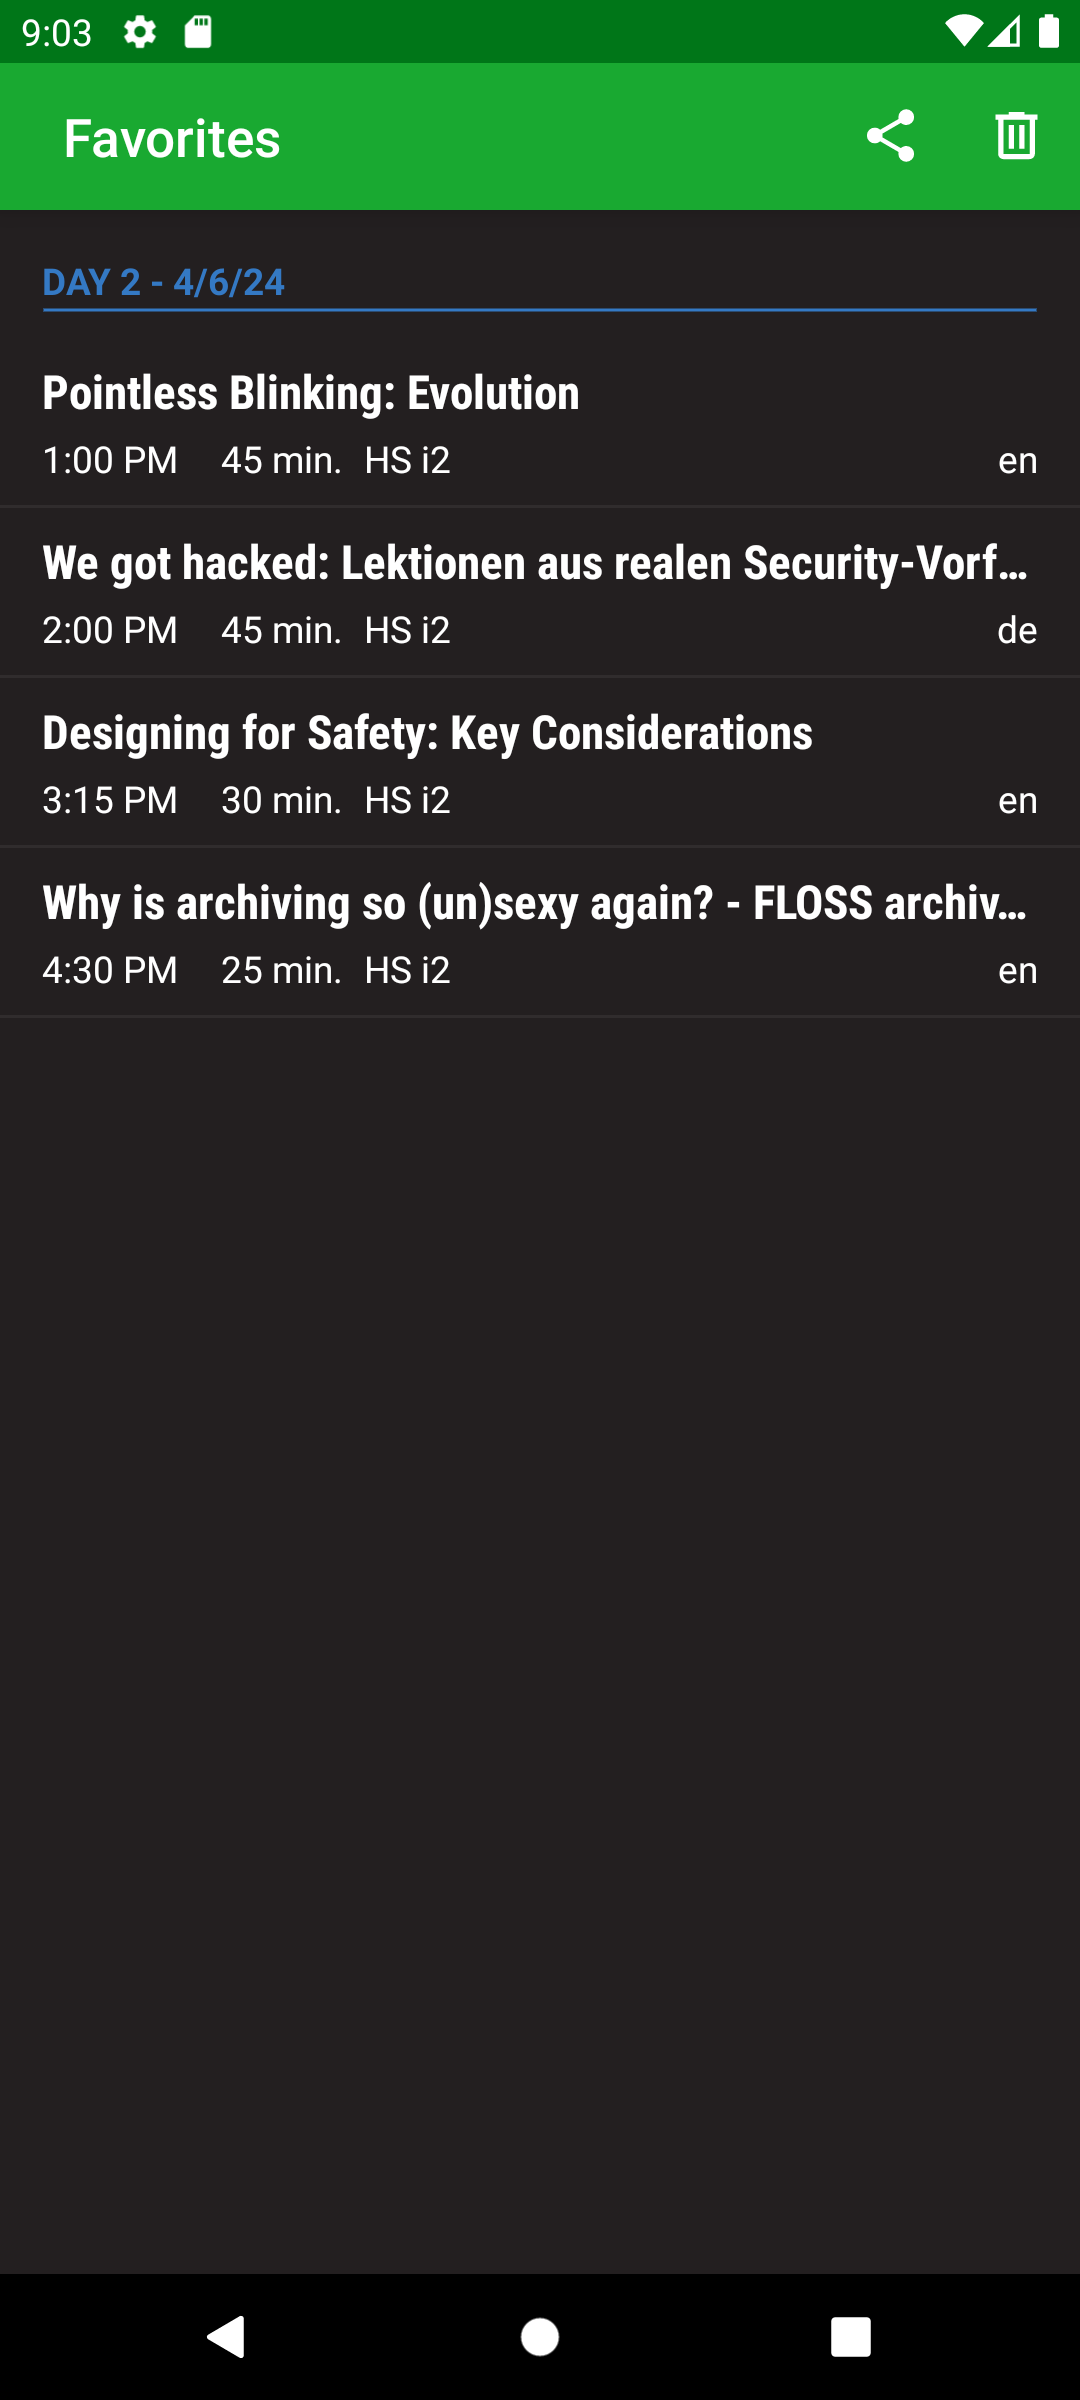 9:03
Favorites
DAY 2 - 4/6/24
Pointless Blinking: Evolution
1:00 PM 45 min. HS i2 en
We got hacked: Lektionen aus realen Security-Vorf…
2:00 PM 45 min. HS i2 de
Designing for Safety: Key Considerations
3:15 PM 30 min. HS i2 en
Why is archiving so (un)sexy again? - FLOSS archiv…
4:30 PM 25 min. HS i2 en